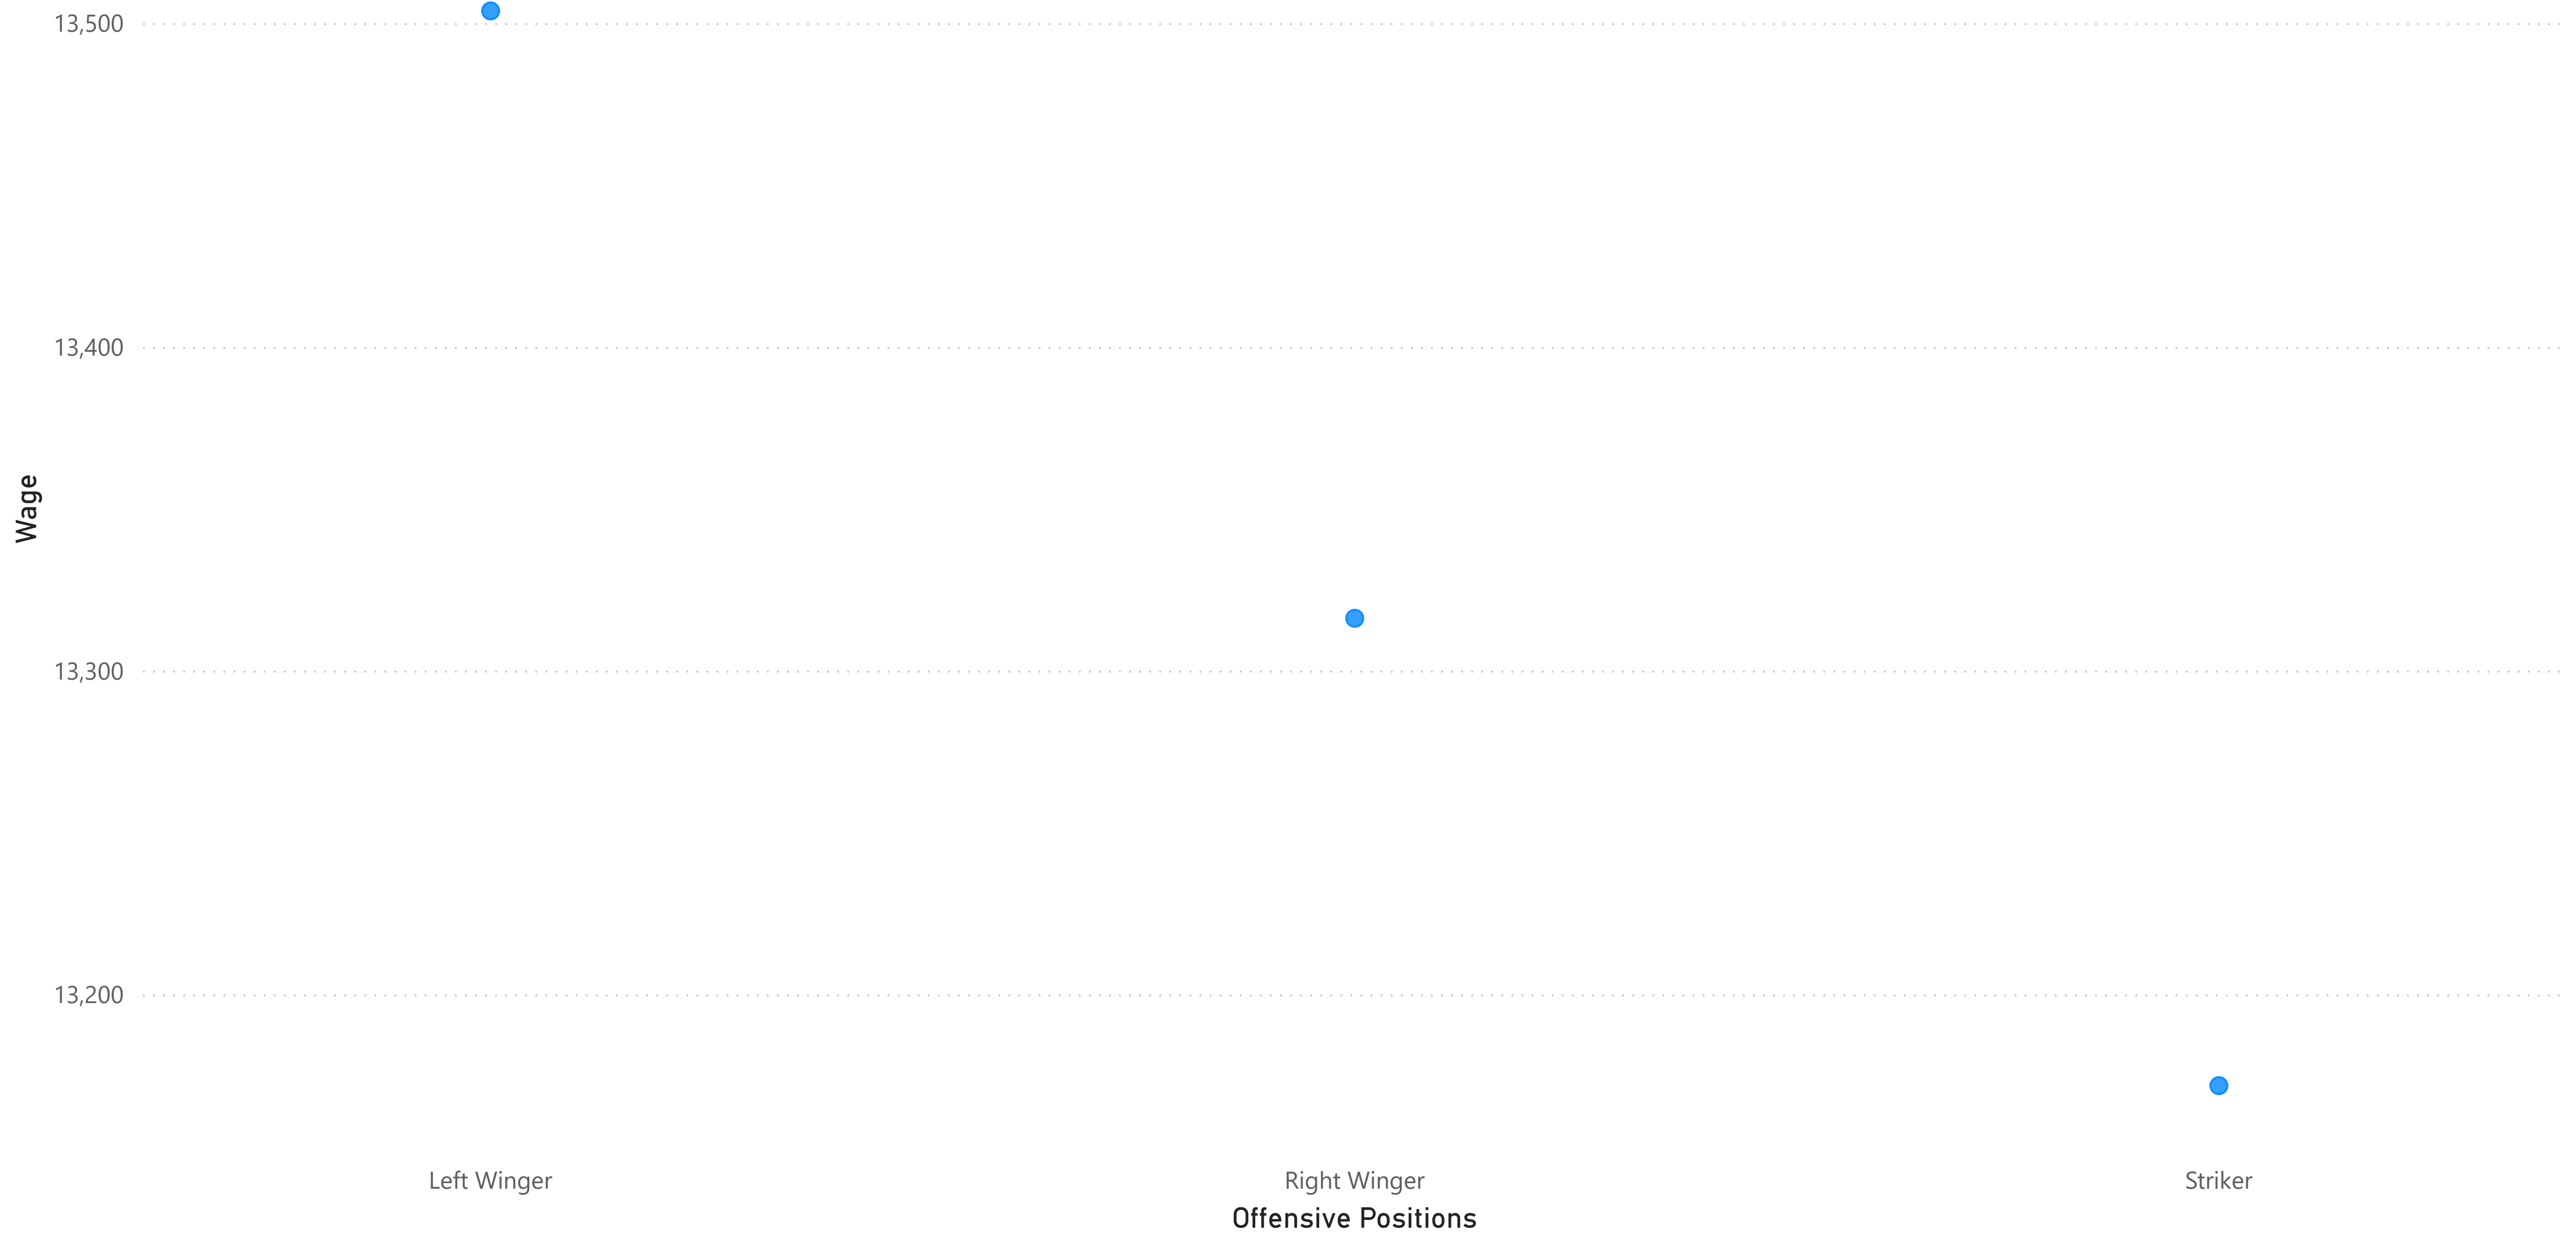 13,500
13,400
13,300
13,200
Wage
Left Winger
Right Winger
Striker
Offensive Positions